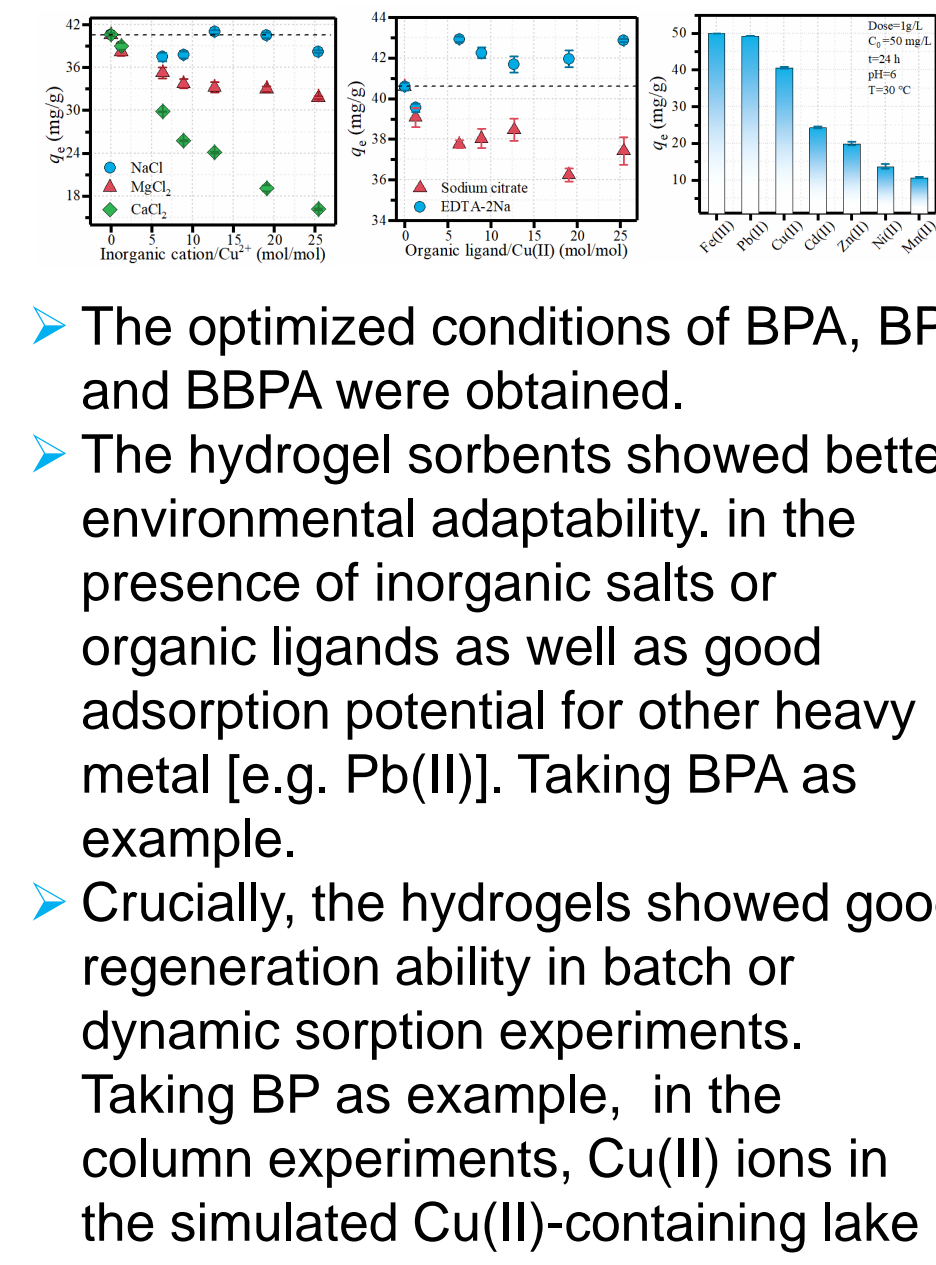 42
36
30
24
18
qe (mg/g)
NaCl
MgCl2
CaCl2
0 5 10 15 20 25
Inorganic cation/Cu2+ (mol/mol)
44
42
40
38
36
34
qe (mg/g)
Sodium citrate
EDTA-2Na
0 5 10 15 20 25
Organic ligand/Cu(II) (mol/mol)
50
40
30
20
10
qe (mg/g)
Dose=1g/L
C0=50 mg/L
t=24 h
pH=6
T=30 ℃
Fe(III) Pb(II) Cu(II) Cd(II) Zn(II) Ni(II) Mn(II)
➢ The optimized conditions of BPA, BP
and BBPA were obtained.
➢ The hydrogel sorbents showed bette
environmental adaptability. in the
presence of inorganic salts or
organic ligands as well as good
adsorption potential for other heavy
metal [e.g. Pb(II)]. Taking BPA as
example.
➢ Crucially, the hydrogels showed goo
regeneration ability in batch or
dynamic sorption experiments.
Taking BP as example, in the
column experiments, Cu(II) ions in
the simulated Cu(II)-containing lake